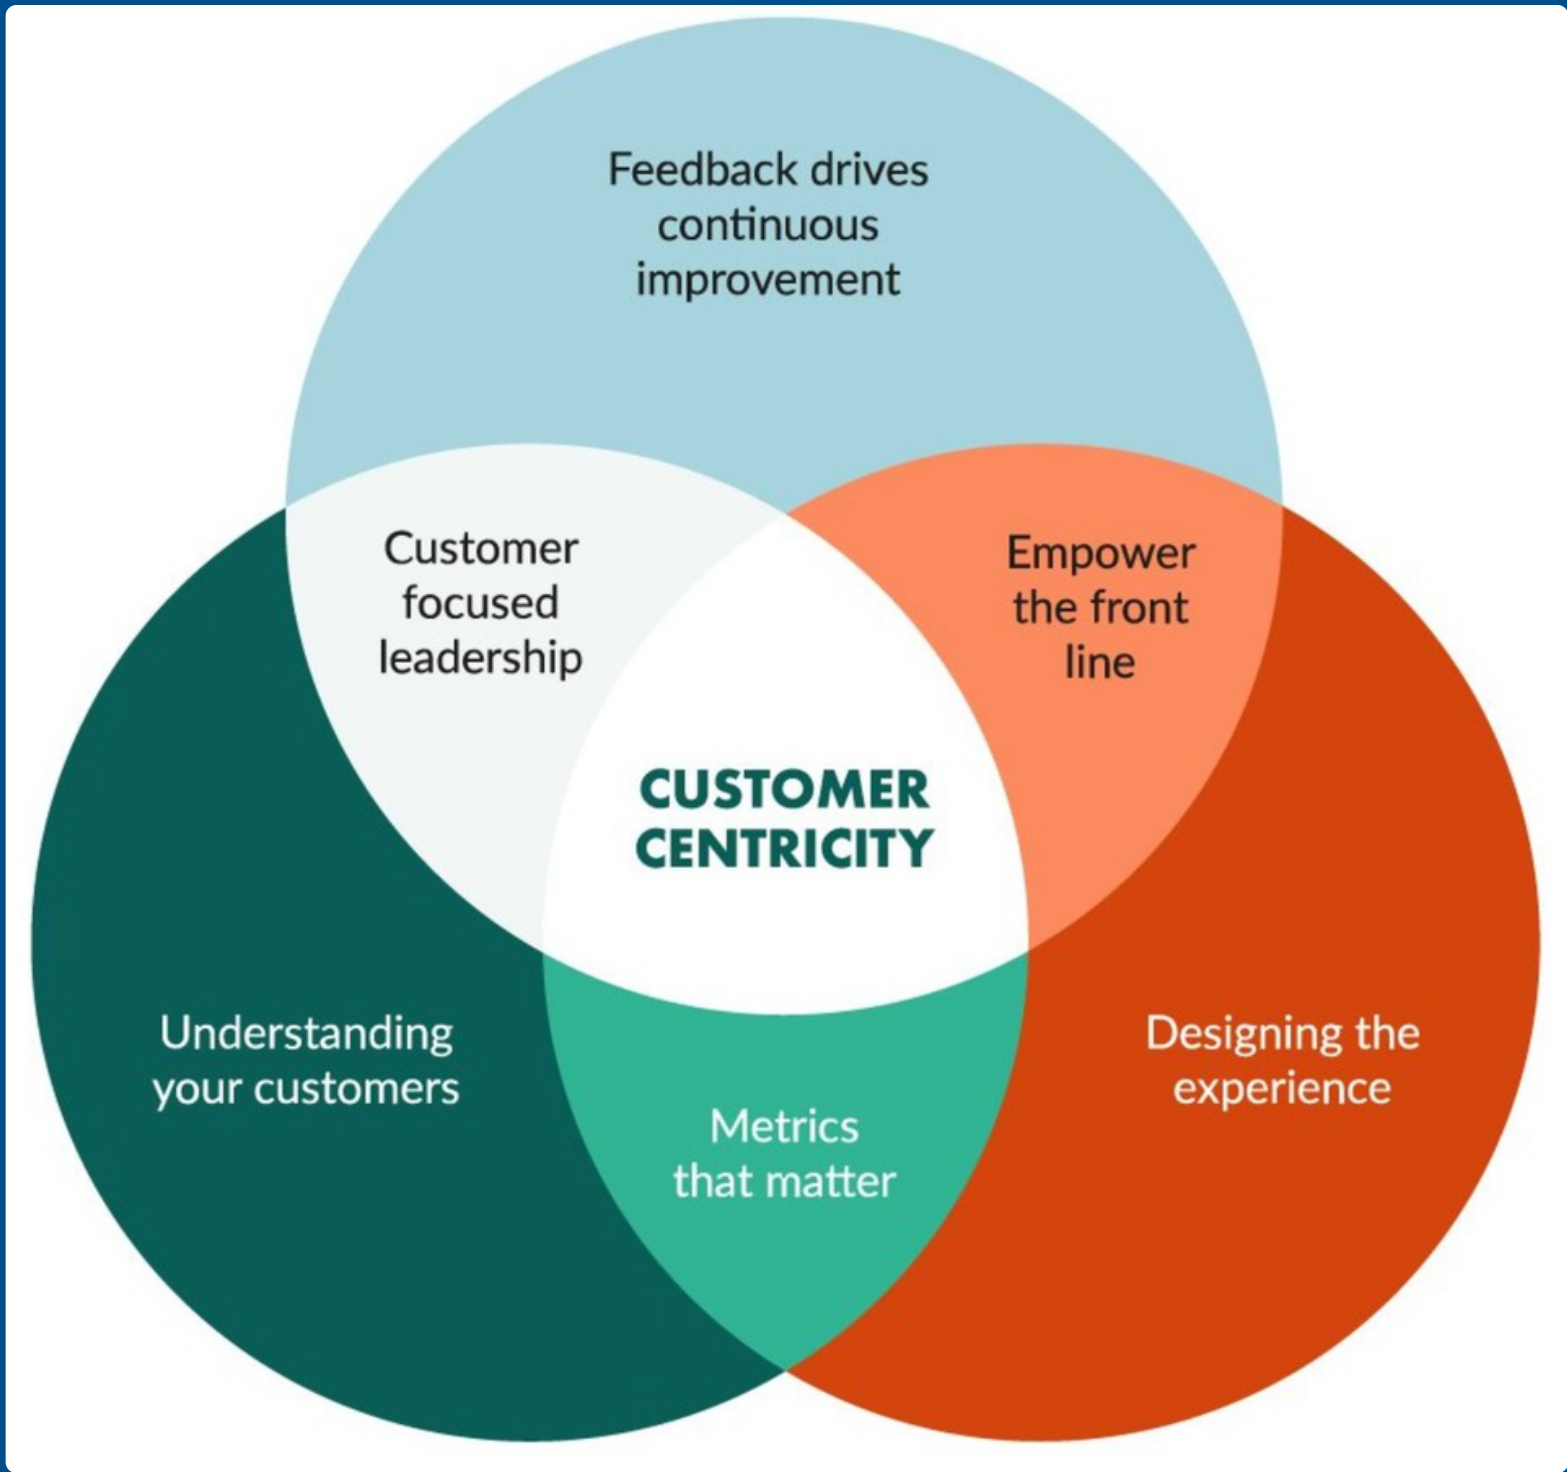 Feedback drives
continuous
improvement
Customer
focused
leadership
Empower
the front
line
CUSTOMER
CENTRICITY
Understanding
your customers
Designing the
experience
Metrics
that matter